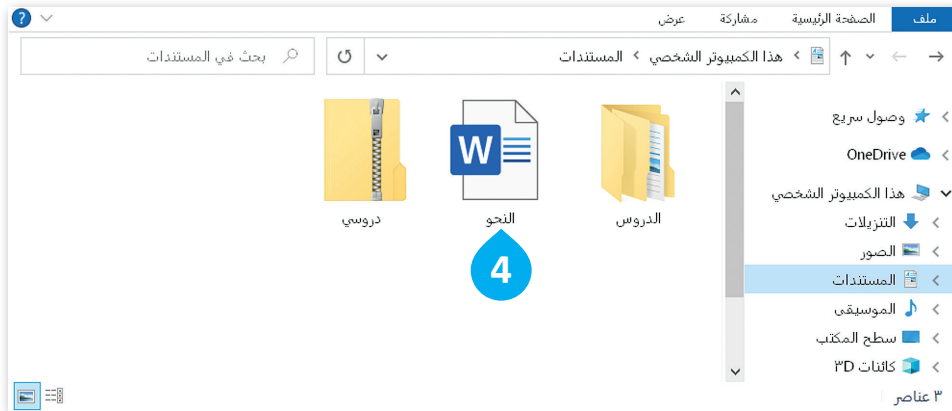 ملف الصفحة الرئيسية مشاركة عرض ?
هذا الكمبيوتر الشخصي المستندات
بحث في المستندات
وصول سريع
OneDrive
هذا الكمبيوتر الشخصي
التنزيلات
الصور
المستندات
الموسيقى
سطح المكتب
كائنات 3D
W
الدروس النحو دروسي
4
٣ عناصر